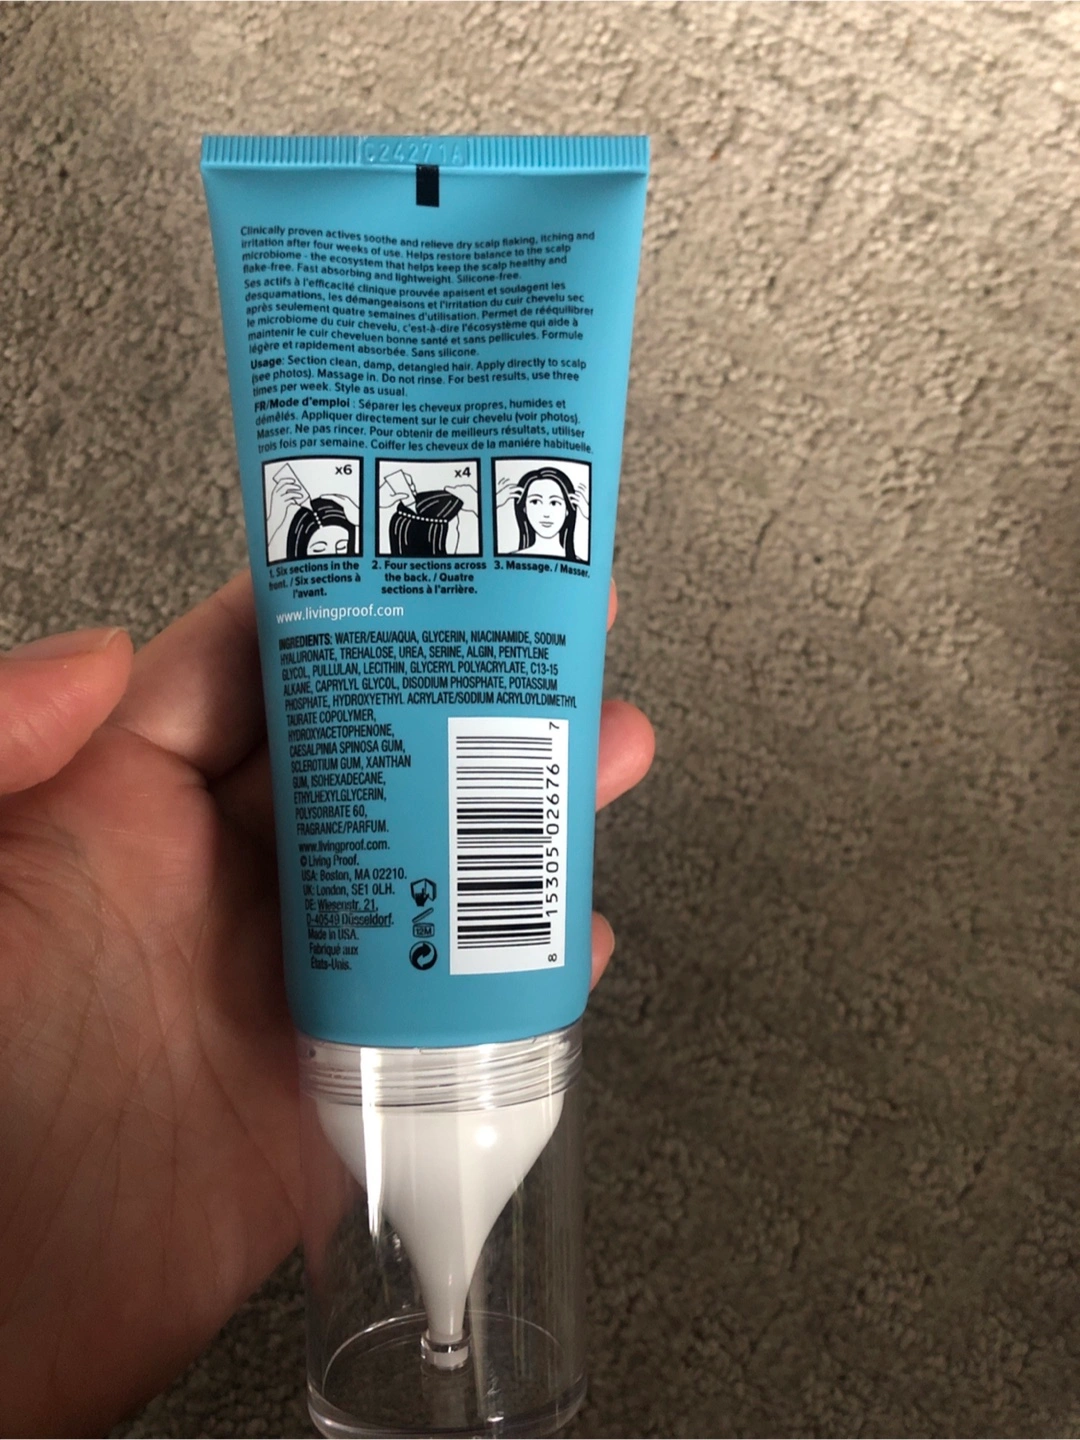 C24271A
Clinically proven actives soothe and relieve dry scalp flaking, itching and
irritation after four weeks of use. Helps restore balance to the scalp
microbiome - the ecosystem that helps keep the scalp healthy and
flake-free. Fast absorbing and lightweight. Silicone-free.
Ses actifs à l'efficacité clinique prouvée apaisent et soulagent les
desquamations, les démangeaisons et l'irritation du cuir chevelu sec
après seulement quatre semaines d'utilisation. Permet de rééquilibrer
le microbiome du cuir chevelu, c'est-à-dire l'écosystème qui aide à
maintenir le cuir cheveluen bonne santé et sans pellicules. Formule
légère et rapidement absorbée. Sans silicone.
Usage: Section clean, damp, detangled hair. Apply directly to scalp
(see photos). Massage in. Do not rinse. For best results, use three
times per week. Style as usual.
FR/Mode d'emploi : Séparer les cheveux propres, humides et
démêlés. Appliquer directement sur le cuir chevelu (voir photos).
Masser. Ne pas rincer. Pour obtenir de meilleurs résultats, utiliser
trois fois par semaine. Coiffer les cheveux de la maniére habituelle.
x6
x4
1. Six sections in the
front. / Six sections à
l'avant.
2. Four sections across
the back. / Quatre
sections à l'arrière.
3. Massage. / Masser.
www.livingproof.com
INGREDIENTS: WATER/EAU/AQUA, GLYCERIN, NIACINAMIDE, SODIUM
HYALURONATE, TREHALOSE, UREA, SERINE, ALGIN, PENTYLENE
GLYCOL, PULLULAN, LECITHIN, GLYCERYL POLYACRYLATE, C13-15
ALKANE, CAPRYLYL GLYCOL, DISODIUM PHOSPHATE, POTASSIUM
PHOSPHATE, HYDROXYETHYL ACRYLATE/SODIUM ACRYLOYLDIMETHYL
TAURATE COPOLYMER,
HYDROXYACETOPHENONE,
CAESALPINIA SPINOSA GUM,
SCLEROTIUM GUM, XANTHAN
GUM, ISOHEXADECANE,
ETHYLHEXYLGLYCERIN,
POLYSORBATE 60,
FRAGRANCE/PARFUM.
www.livingproof.com.
© Living Proof.
USA: Boston, MA 02210.
UK: London, SE1 0LH.
DE: Wiesenstr. 21,
D-40549 Düsseldorf.
Made in USA.
Fabriqué aux
États-Unis.
12M
8 15305 02676 7